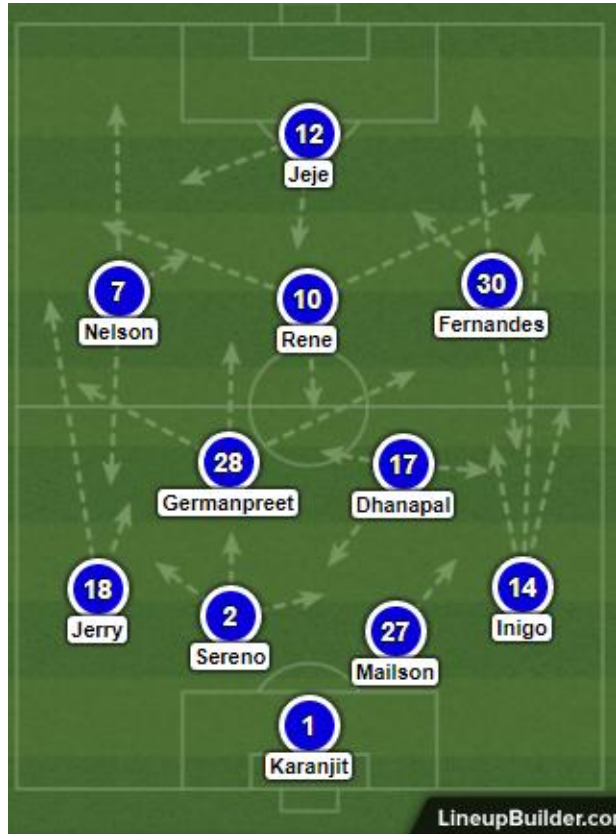 12
Jeje
7
Nelson
10
Rene
30
Fernandes
28
Germanpreet
17
Dhanapal
18
Jerry
2
Sereno
27
Mailson
14
Inigo
1
Karanjit
LineupBuilder.co